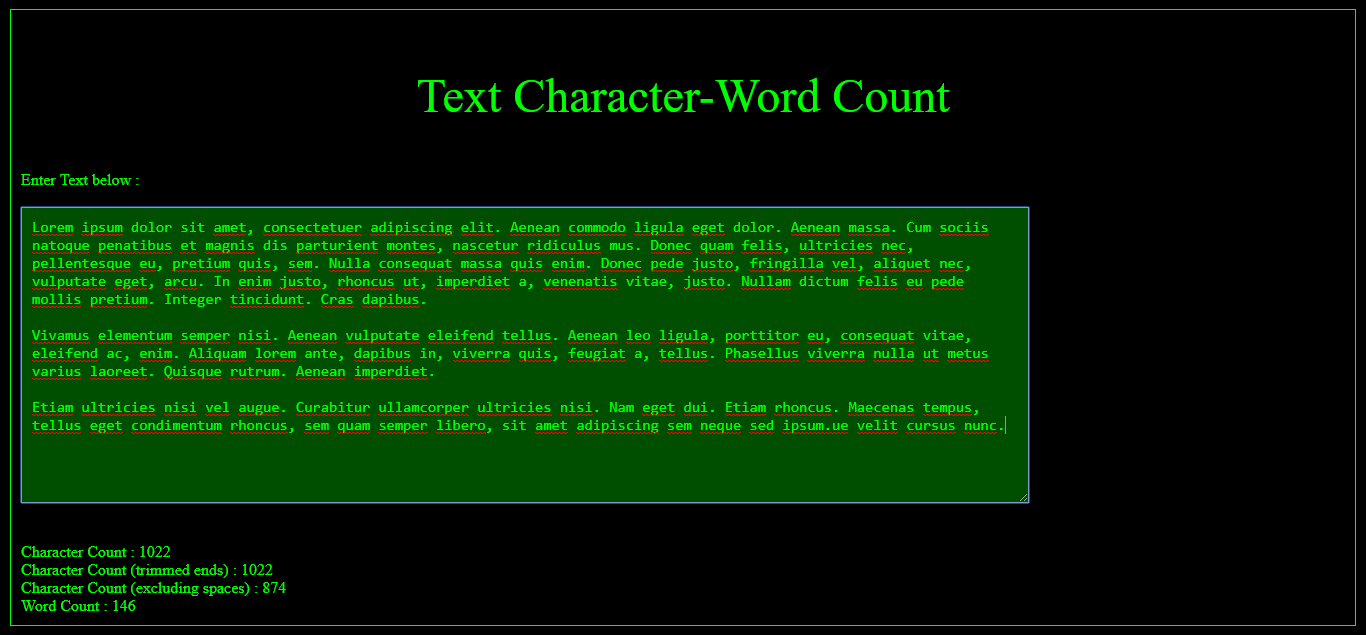 Text Character-Word Count
Enter Text below :
Lorem ipsum dolor sit amet, consectetuer adipiscing elit. Aenean commodo ligula eget dolor. Aenean massa. Cum sociis
natoque penatibus et magnis dis parturient montes, nascetur ridiculus mus. Donec quam felis, ultricies nec,
pellentesque eu, pretium quis, sem. Nulla consequat massa quis enim. Donec pede justo, fringilla vel, aliquet nec,
vulputate eget, arcu. In enim justo, rhoncus ut, imperdiet a, venenatis vitae, justo. Nullam dictum felis eu pede
mollis pretium. Integer tincidunt. Cras dapibus.
Vivamus elementum semper nisi. Aenean vulputate eleifend tellus. Aenean leo ligula, porttitor eu, consequat vitae,
eleifend ac, enim. Aliquam lorem ante, dapibus in, viverra quis, feugiat a, tellus. Phasellus viverra nulla ut metus
varius laoreet. Quisque rutrum. Aenean imperdiet.
Etiam ultricies nisi vel augue. Curabitur ullamcorper ultricies nisi. Nam eget dui. Etiam rhoncus. Maecenas tempus,
tellus eget condimentum rhoncus, sem quam semper libero, sit amet adipiscing sem neque sed ipsum.ue velit cursus nunc.
Character Count : 1022
Character Count (trimmed ends) : 1022
Character Count (excluding spaces) : 874
Word Count : 146